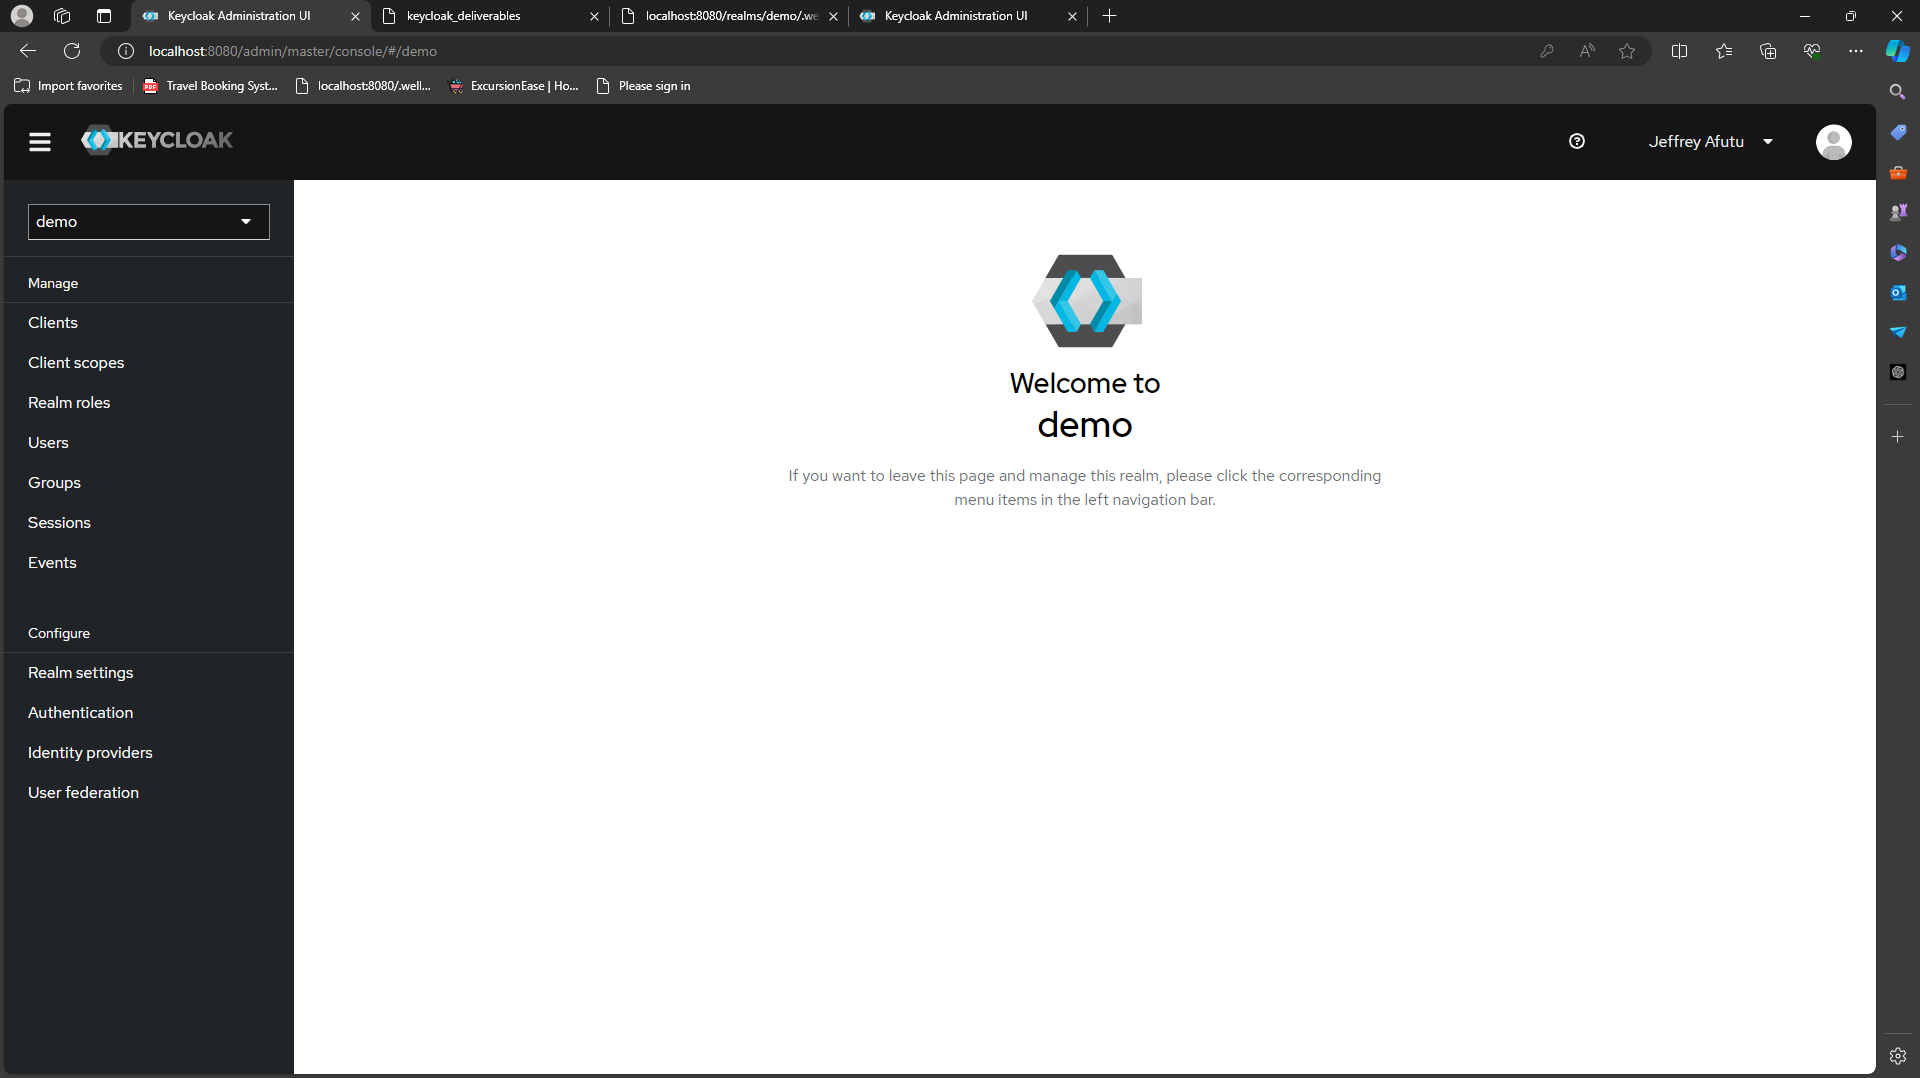 Keycloak Administration UI
keycloak_deliverables
localhost:8080/realms/demo/.we
Keycloak Administration UI
localhost:8080/admin/master/console/#/demo
Import favorites
Travel Booking Syst...
localhost:8080/.well...
ExcursionEase | Ho...
Please sign in
KEYCLOAK
Jeffrey Afutu
demo
Manage
Clients
Client scopes
Realm roles
Users
Groups
Sessions
Events
Configure
Realm settings
Authentication
Identity providers
User federation
Welcome to
demo
If you want to leave this page and manage this realm, please click the corresponding
menu items in the left navigation bar.